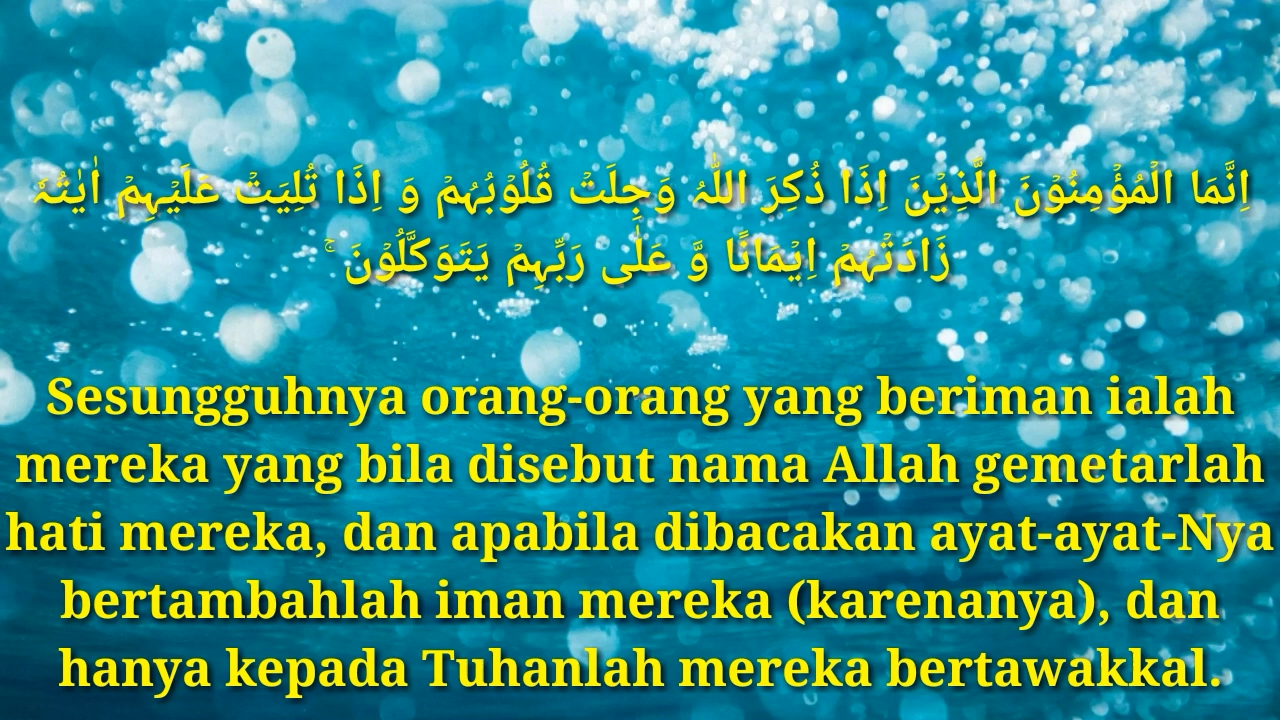 اِنَّمَا الۡمُؤۡمِنُوۡنَ الَّذِيۡنَ اِذَا ذُكِرَ اللّٰهُ وَجِلَتۡ قُلُوۡبُهُمۡ وَ اِذَا تُلِيَتۡ عَلَيۡهِمۡ اٰيٰتُهٗ
زَادَتۡهُمۡ اِيۡمَانًا وَّ عَلٰى رَبِّهِمۡ يَتَوَكَّلُوۡنَ ۚ
Sesungguhnya orang-orang yang beriman ialah
mereka yang bila disebut nama Allah gemetarlah
hati mereka, dan apabila dibacakan ayat-ayat-Nya
bertambahlah iman mereka (karenanya), dan
hanya kepada Tuhanlah mereka bertawakkal.